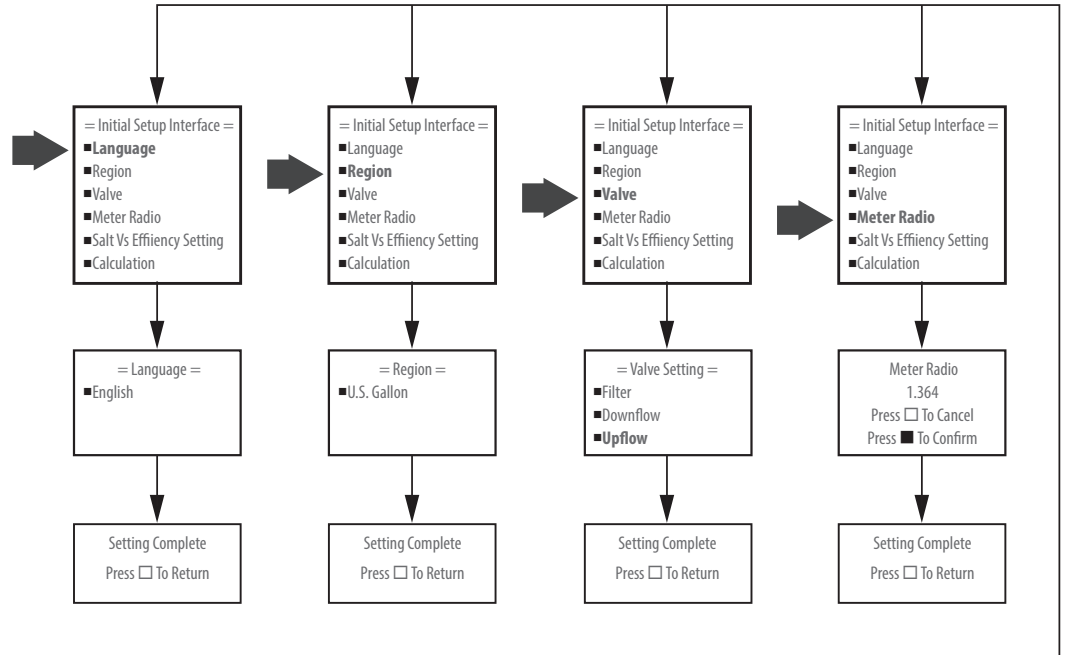 = Initial Setup Interface =
■Language
■Region
■Valve
■Meter Radio
■Salt Vs Effiiency Setting
■Calculation
= Language =
■English
Setting Complete
Press □ To Return
= Initial Setup Interface =
■Language
■Region
■Valve
■Meter Radio
■Salt Vs Effiiency Setting
■Calculation
= Region =
■U.S. Gallon
Setting Complete
Press □ To Return
= Initial Setup Interface =
■Language
■Region
■Valve
■Meter Radio
■Salt Vs Effiiency Setting
■Calculation
= Valve Setting =
■Filter
■Downflow
■Upflow
Setting Complete
Press □ To Return
= Initial Setup Interface =
■Language
■Region
■Valve
■Meter Radio
■Salt Vs Effiiency Setting
■Calculation
Meter Radio
1.364
Press □ To Cancel
Press ■ To Confirm
Setting Complete
Press □ To Return